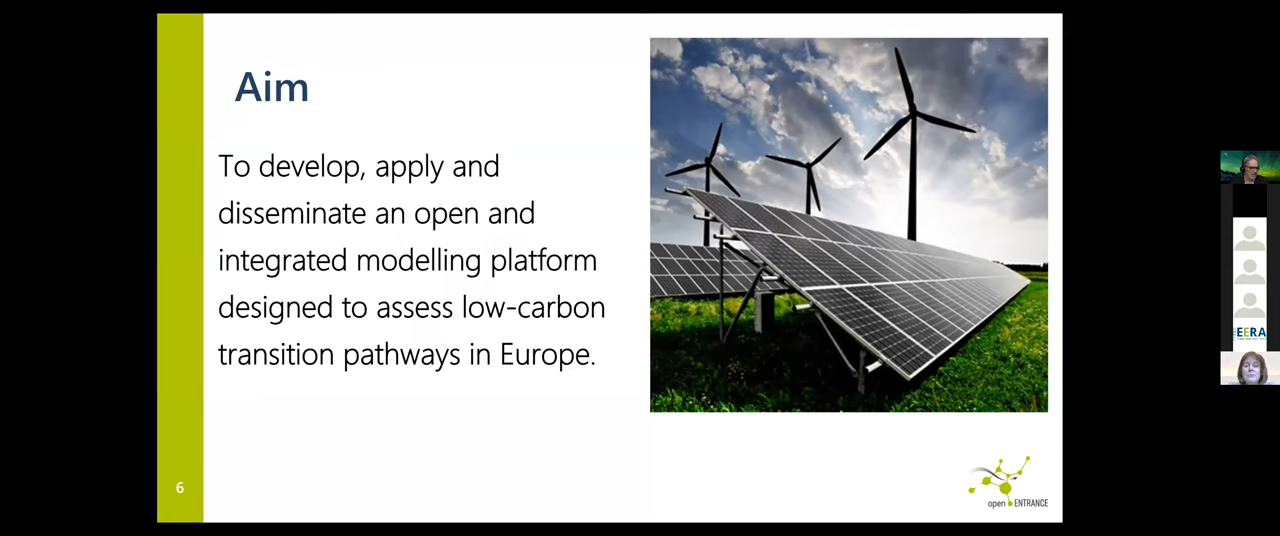 Aim
To develop, apply and
disseminate an open and
integrated modelling platform
designed to assess low-carbon
transition pathways in Europe.
6
open ENTRANCE
EERA